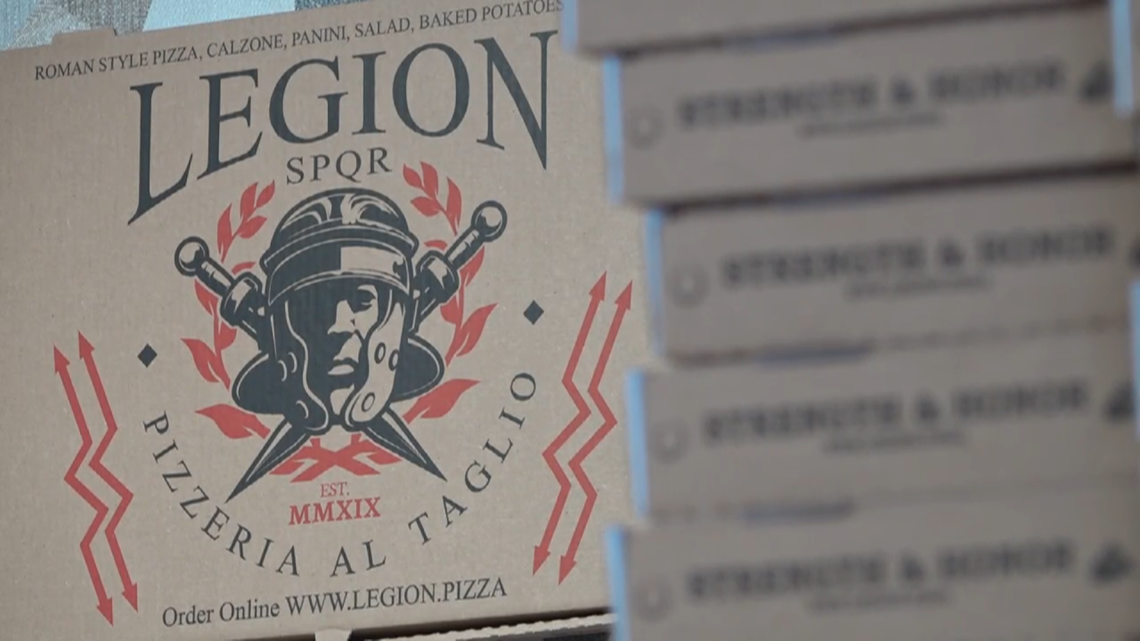 ROMAN STYLE PIZZA, CALZONE, PANINI, SALAD, BAKED POTATOES
LEGION
SPQR
EST.
MMXIX
PIZZERIA AL TAGLIO
Order Online WWW.LEGION.PIZZA
STRENGTH & HONOR
STRENGTH & HONOR
STRENGTH & HONOR
STRENGTH & HONOR